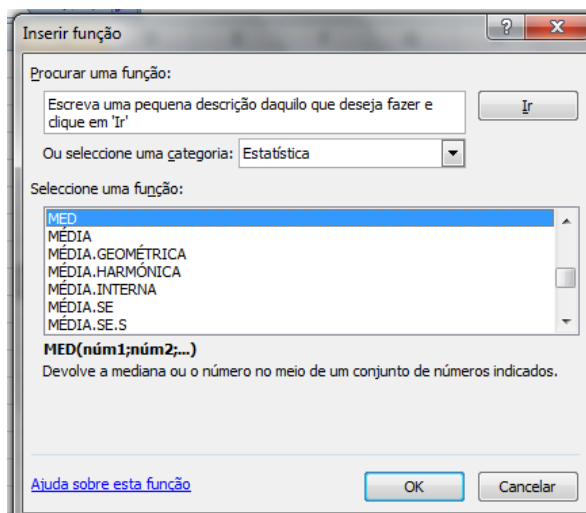 Inserir função
Procurar uma função:
Escreva uma pequena descrição daquilo que deseja fazer e
clique em 'Ir'
Ir
Ou seleccione uma categoria: Estatística
Seleccione uma função:
MED
MÉDIA
MÉDIA.GEOMÉTRICA
MÉDIA.HARMÓNICA
MÉDIA.INTERNA
MÉDIA.SE
MÉDIA.SE.S
MED(núm1;núm2;...)
Devolve a mediana ou o número no meio de um conjunto de números indicados.
Ajuda sobre esta função
OK
Cancelar